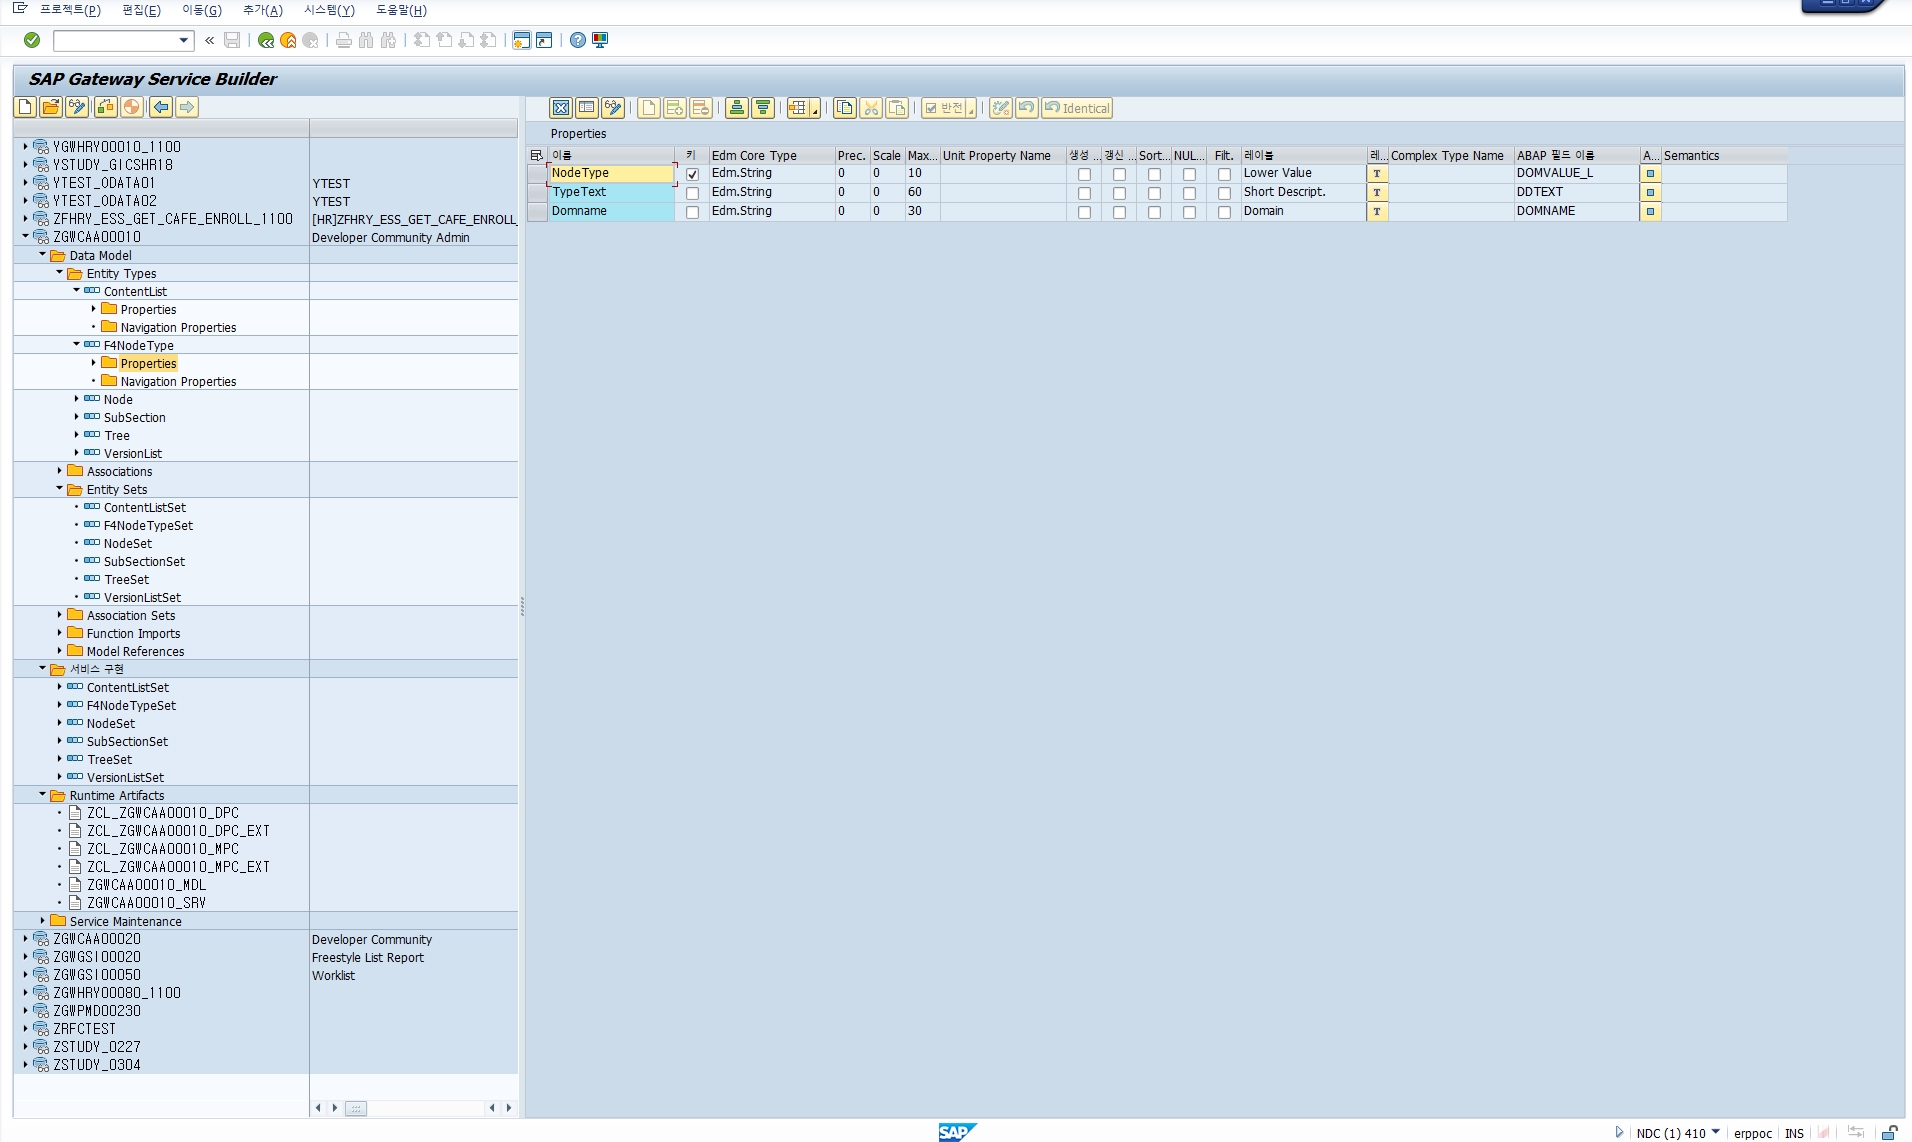 프로젝트(P) 편집(E) 이동(G) 추가(A) 시스템(Y) 도움말(H)
SAP Gateway Service Builder
반전 Identical
YGWHRY00010_1100
YSTUDY_GICSHR18
YTEST_ODATA01 YTEST
YTEST_ODATA02 YTEST
ZFHRY_ESS_GET_CAFE_ENROLL_1100 [HR]ZFHRY_ESS_GET_CAFE_ENROLL_
ZGWCAA00010 Developer Community Admin
Data Model
Entity Types
ContentList
Properties
Navigation Properties
F4NodeType
Properties
Navigation Properties
Node
SubSection
Tree
VersionList
Associations
Entity Sets
ContentListSet
F4NodeTypeSet
NodeSet
SubSectionSet
TreeSet
VersionListSet
Association Sets
Function Imports
Model References
서비스 구현
ContentListSet
F4NodeTypeSet
NodeSet
SubSectionSet
TreeSet
VersionListSet
Runtime Artifacts
ZCL_ZGWCAA00010_DPC
ZCL_ZGWCAA00010_DPC_EXT
ZCL_ZGWCAA00010_MPC
ZCL_ZGWCAA00010_MPC_EXT
ZGWCAA00010_MDL
ZGWCAA00010_SRV
Service Maintenance
ZGWCAA00020 Developer Community
ZGWGSI00020 Freestyle List Report
ZGWGSI00050 Worklist
ZGWHRY00080_1100
ZGWPMD00230
ZRFCTEST
ZSTUDY_0227
ZSTUDY_0304
Properties
이름 키 Edm Core Type Prec. Scale Max... Unit Property Name 생성 ... 갱신 ... Sort... NUL... Filt. 레이블 레... Complex Type Name ABAP 필드 이름 A... Semantics
NodeType Edm.String 0 0 10 Lower Value T DOMVALUE_L
TypeText Edm.String 0 0 60 Short Descript. T DDTEXT
Domname Edm.String 0 0 30 Domain T DOMNAME
SAP
NDC (1) 410 erppoc INS